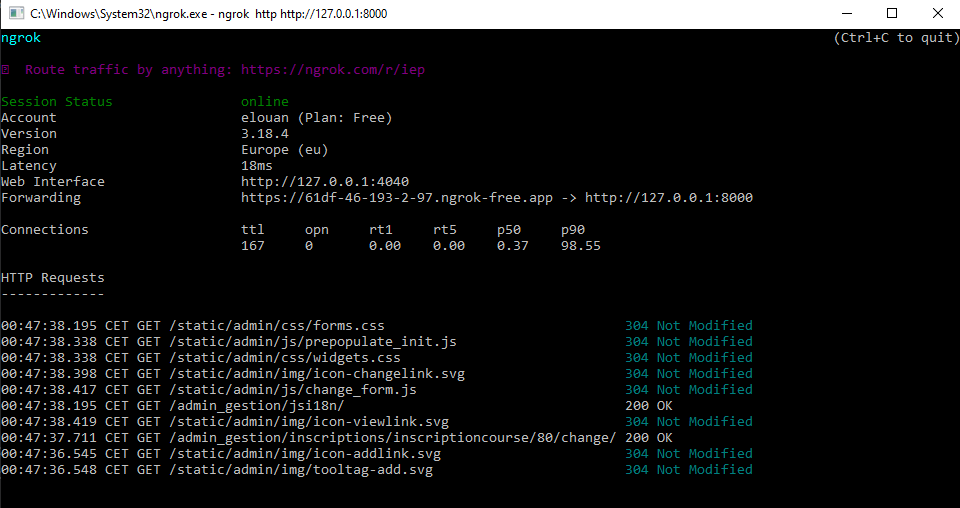 C:\Windows\System32\ngrok.exe - ngrok http http://127.0.0.1:8000
ngrok (Ctrl+C to quit)
Route traffic by anything: https://ngrok.com/r/iep
Session Status online
Account elouan (Plan: Free)
Version 3.18.4
Region Europe (eu)
Latency 18ms
Web Interface http://127.0.0.1:4040
Forwarding https://61df-46-193-2-97.ngrok-free.app -> http://127.0.0.1:8000
Connections ttl opn rt1 rt5 p50 p90
167 0 0.00 0.00 0.37 98.55
HTTP Requests
-------------
00:47:38.195 CET GET /static/admin/css/forms.css 304 Not Modified
00:47:38.338 CET GET /static/admin/js/prepopulate_init.js 304 Not Modified
00:47:38.338 CET GET /static/admin/css/widgets.css 304 Not Modified
00:47:38.398 CET GET /static/admin/img/icon-changelink.svg 304 Not Modified
00:47:38.417 CET GET /static/admin/js/change_form.js 304 Not Modified
00:47:38.195 CET GET /admin_gestion/jsi18n/ 200 OK
00:47:38.419 CET GET /static/admin/img/icon-viewlink.svg 304 Not Modified
00:47:37.711 CET GET /admin_gestion/inscriptions/inscriptioncourse/80/change/ 200 OK
00:47:36.545 CET GET /static/admin/img/icon-addlink.svg 304 Not Modified
00:47:36.548 CET GET /static/admin/img/tooltag-add.svg 304 Not Modified